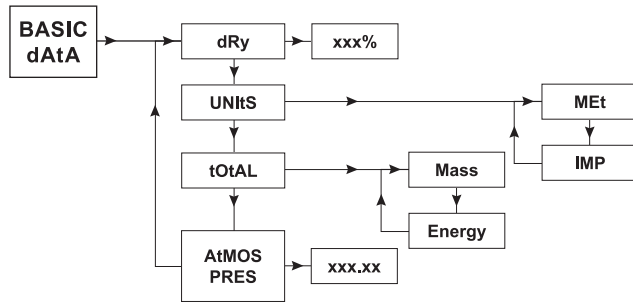 BASIC
dAtA
dRy
xxx%
UNItS
MEt
IMP
tOtAL
Mass
Energy
AtMOS
PRES
xxx.xx